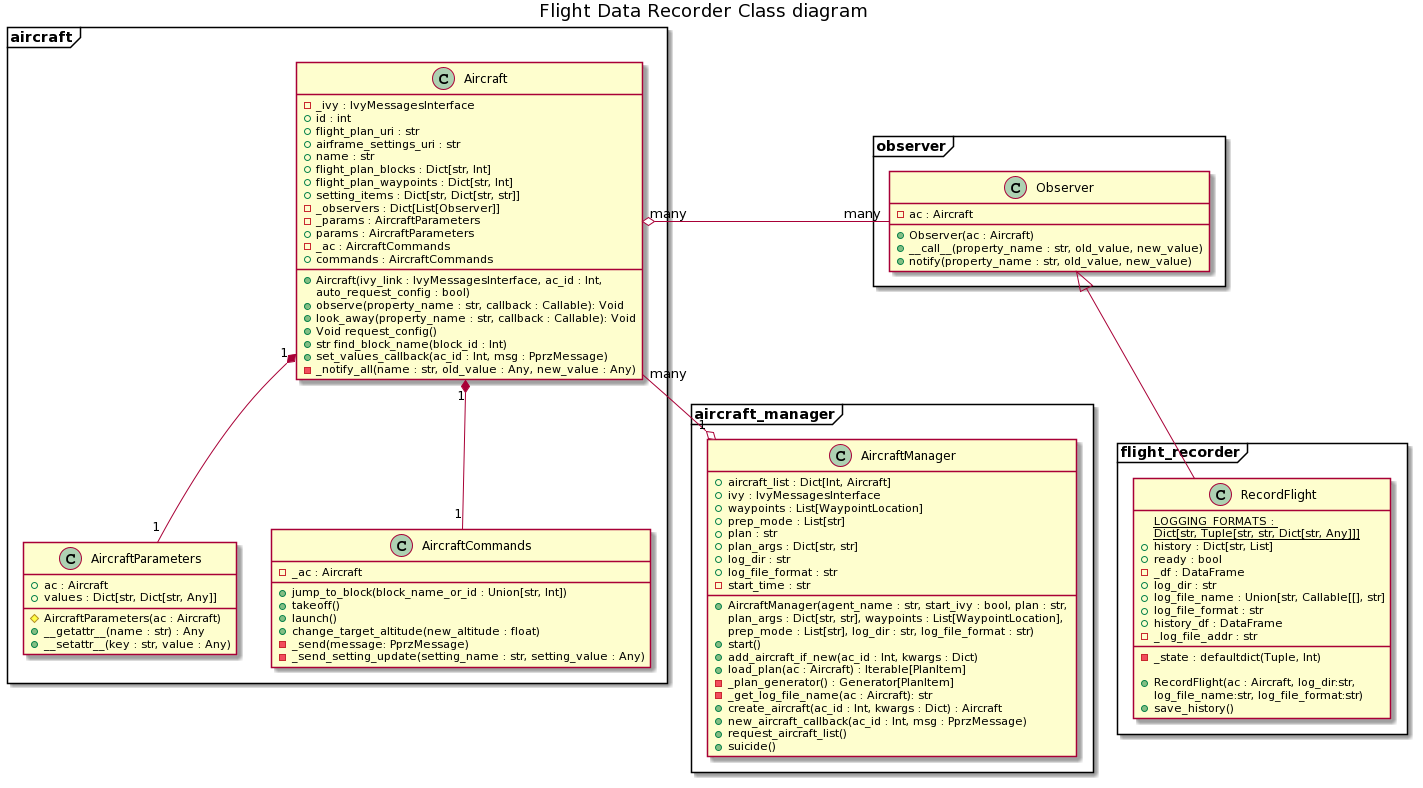 Flight Data Recorder Class diagram
aircraft
C Aircraft
_ivy : IvyMessagesInterface
id : int
flight_plan_uri : str
airframe_settings_uri : str
name : str
flight_plan_blocks : Dict[str, Int]
flight_plan_waypoints : Dict[str, Int]
setting_items : Dict[str, Dict[str, str]]
_observers : Dict[List[Observer]]
_params : AircraftParameters
params : AircraftParameters
_ac : AircraftCommands
commands : AircraftCommands
Aircraft(ivy_link : IvyMessagesInterface, ac_id : Int,
auto_request_config : bool)
observe(property_name : str, callback : Callable): Void
look_away(property_name : str, callback : Callable): Void
Void request_config()
str find_block_name(block_id : Int)
set_values_callback(ac_id : Int, msg : PprzMessage)
_notify_all(name : str, old_value : Any, new_value : Any)
many
many
observer
C Observer
ac : Aircraft
Observer(ac : Aircraft)
__call__(property_name : str, old_value, new_value)
notify(property_name : str, old_value, new_value)
1
1
1
1
many
1
C AircraftParameters
ac : Aircraft
values : Dict[str, Dict[str, Any]]
AircraftParameters(ac : Aircraft)
__getattr__(name : str) : Any
__setattr__(key : str, value : Any)
C AircraftCommands
_ac : Aircraft
jump_to_block(block_name_or_id : Union[str, Int])
takeoff()
launch()
change_target_altitude(new_altitude : float)
_send(message: PprzMessage)
_send_setting_update(setting_name : str, setting_value : Any)
aircraft_manager
C AircraftManager
aircraft_list : Dict[Int, Aircraft]
ivy : IvyMessagesInterface
waypoints : List[WaypointLocation]
prep_mode : List[str]
plan : str
plan_args : Dict[str, str]
log_dir : str
log_file_format : str
start_time : str
AircraftManager(agent_name : str, start_ivy : bool, plan : str,
plan_args : Dict[str, str], waypoints : List[WaypointLocation],
prep_mode : List[str], log_dir : str, log_file_format : str)
start()
add_aircraft_if_new(ac_id : Int, kwargs : Dict)
load_plan(ac : Aircraft) : Iterable[PlanItem]
_plan_generator() : Generator[PlanItem]
_get_log_file_name(ac : Aircraft): str
create_aircraft(ac_id : Int, kwargs : Dict) : Aircraft
new_aircraft_callback(ac_id : Int, msg : PprzMessage)
request_aircraft_list()
suicide()
flight_recorder
C RecordFlight
LOGGING_FORMATS :
Dict[str, Tuple[str, str, Dict[str, Any]]]
history : Dict[str, List]
ready : bool
_df : DataFrame
log_dir : str
log_file_name : Union[str, Callable[[], str]
log_file_format : str
history_df : DataFrame
_log_file_addr : str
_state : defaultdict(Tuple, Int)
RecordFlight(ac : Aircraft, log_dir:str,
log_file_name:str, log_file_format:str)
save_history()